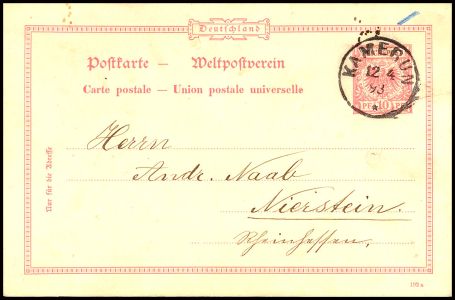 Deutschland
Postkarte — Weltpostverein
Carte postale — Union postale universelle
KAMERUN
12 4
93
*
10 PF
Nur für die Adresse
Herrn
Andr. Naab
Nierstein.
Rheinhessen.